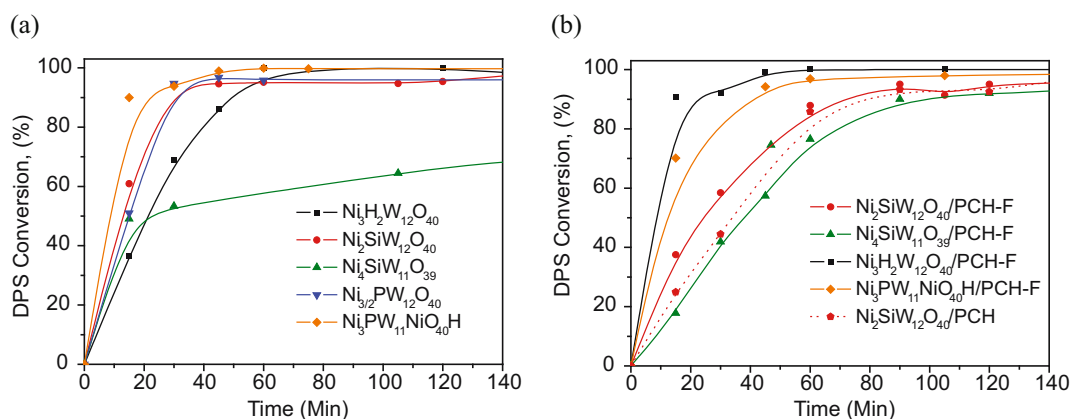 (a)
DPS Conversion, (%)
100
80
60
40
20
0
Ni₃H₂W₁₂O₄₀
Ni₂SiW₁₂O₄₀
Ni₄SiW₁₁O₃₉
Ni₃/₂PW₁₂O₄₀
Ni₃PW₁₁NiO₄₀H
0 20 40 60 80 100 120 140
Time (Min)
(b)
DPS Conversion, (%)
100
80
60
40
20
0
Ni₂SiW₁₂O₄₀/PCH-F
Ni₄SiW₁₁O₃₉/PCH-F
Ni₃H₂W₁₂O₄₀/PCH-F
Ni₃PW₁₁NiO₄₀H/PCH-F
Ni₂SiW₁₂O₄₀/PCH
0 20 40 60 80 100 120 140
Time (Min)